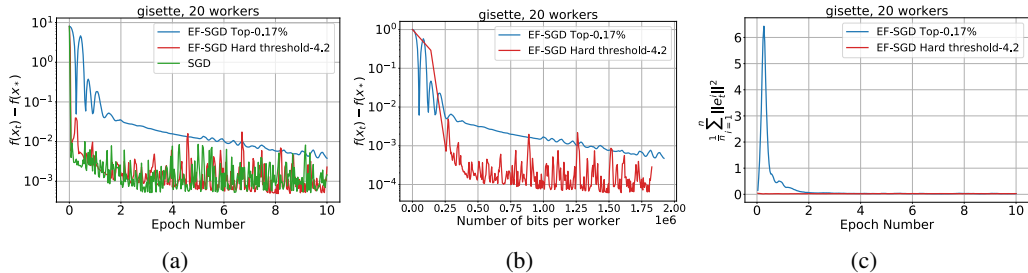 gisette, 20 workers
EF-SGD Top-0.17%
EF-SGD Hard threshold-4.2
SGD
f(x_t) − f(x_*)
10^1
10^0
10^−1
10^−2
10^−3
0 2 4 6 8 10
Epoch Number
(a)
gisette, 20 workers
EF-SGD Top-0.17%
EF-SGD Hard threshold-4.2
f(x_t) − f(x_*)
10^0
10^−1
10^−2
10^−3
10^−4
0.00 0.25 0.50 0.75 1.00 1.25 1.50 1.75 2.00
1e6
Number of bits per worker
(b)
gisette, 20 workers
EF-SGD Top-0.17%
EF-SGD Hard threshold-4.2
\frac{1}{n}\sum_{i=1}^{n} ||e_t^i||^2
6
5
4
3
2
1
0
0 2 4 6 8 10
Epoch Number
(c)